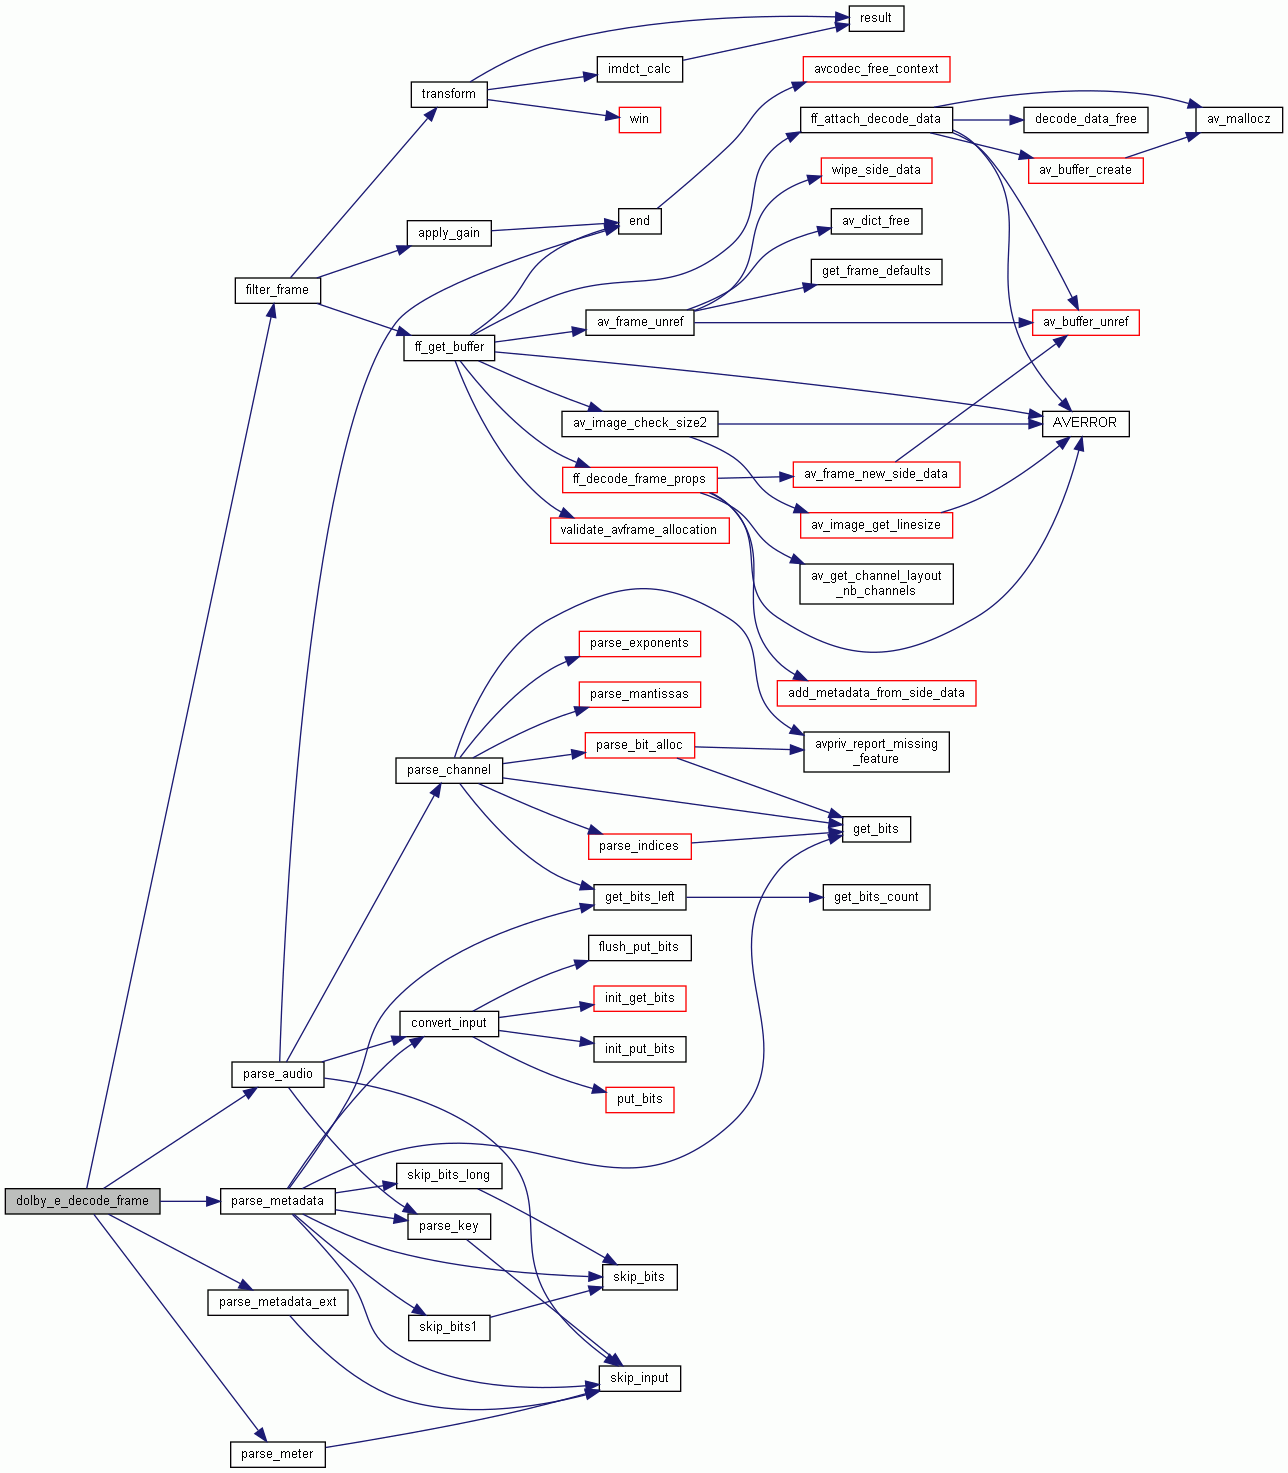 result
imdct_calc
avcodec_free_context
transform
win
ff_attach_decode_data
decode_data_free
av_mallocz
wipe_side_data
av_buffer_create
end
av_dict_free
apply_gain
get_frame_defaults
filter_frame
av_frame_unref
av_buffer_unref
ff_get_buffer
av_image_check_size2
AVERROR
ff_decode_frame_props
av_frame_new_side_data
validate_avframe_allocation
av_image_get_linesize
av_get_channel_layout
_nb_channels
parse_exponents
parse_mantissas
add_metadata_from_side_data
parse_bit_alloc
avpriv_report_missing
_feature
parse_channel
get_bits
parse_indices
get_bits_left
get_bits_count
flush_put_bits
init_get_bits
convert_input
init_put_bits
parse_audio
put_bits
skip_bits_long
dolby_e_decode_frame
parse_metadata
parse_key
skip_bits
parse_metadata_ext
skip_bits1
skip_input
parse_meter